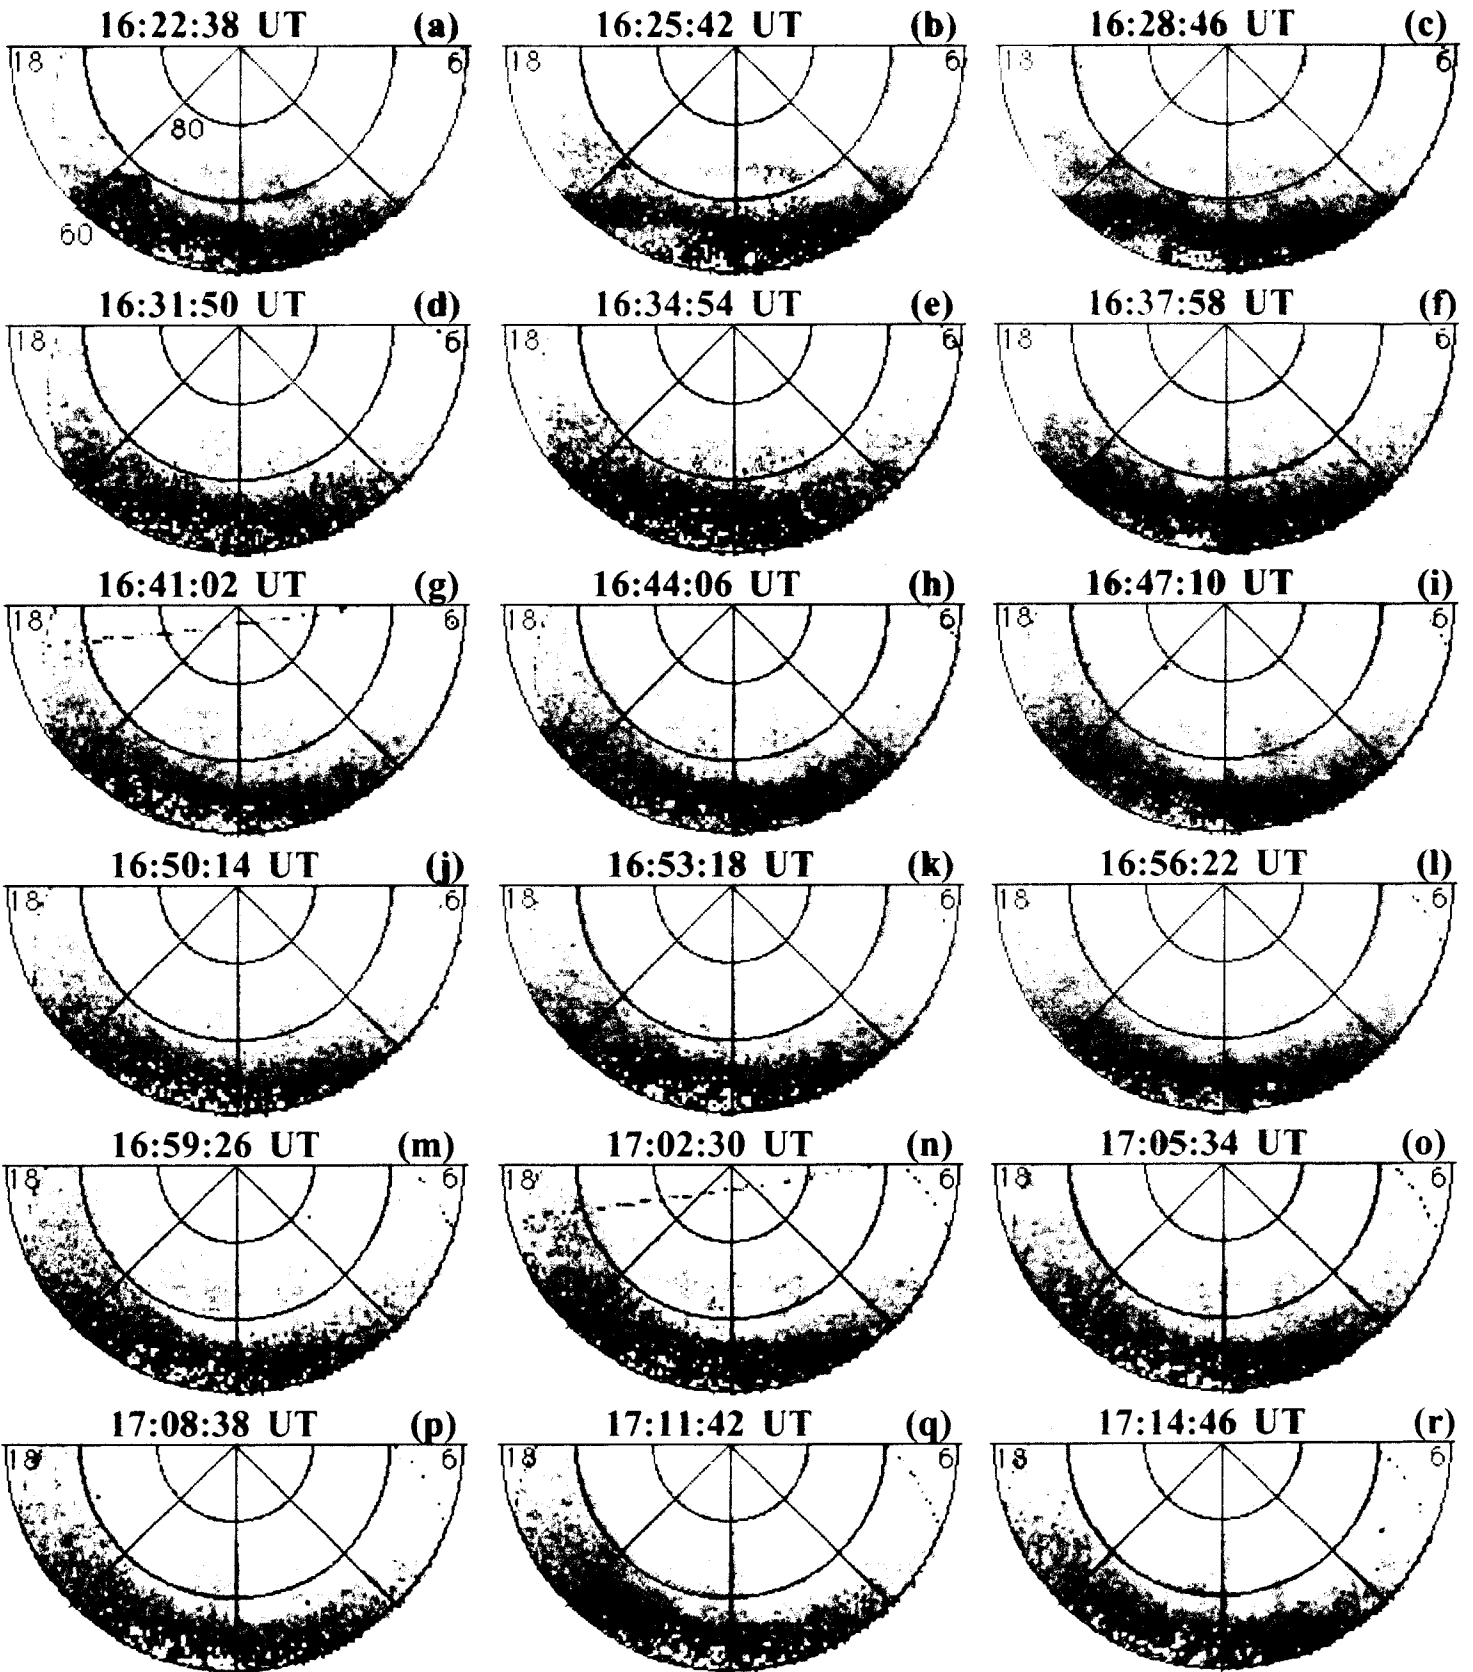 16:22:38 UT (a) 16:25:42 UT (b) 16:28:46 UT (c)
18 6 18 6 18 6
80
60
16:31:50 UT (d) 16:34:54 UT (e) 16:37:58 UT (f)
18 6 18 6 18 6
16:41:02 UT (g) 16:44:06 UT (h) 16:47:10 UT (i)
18 6 18 6 18 6
16:50:14 UT (j) 16:53:18 UT (k) 16:56:22 UT (l)
18 6 18 6 18 6
16:59:26 UT (m) 17:02:30 UT (n) 17:05:34 UT (o)
18 6 18 6 18 6
17:08:38 UT (p) 17:11:42 UT (q) 17:14:46 UT (r)
18 6 18 6 18 6